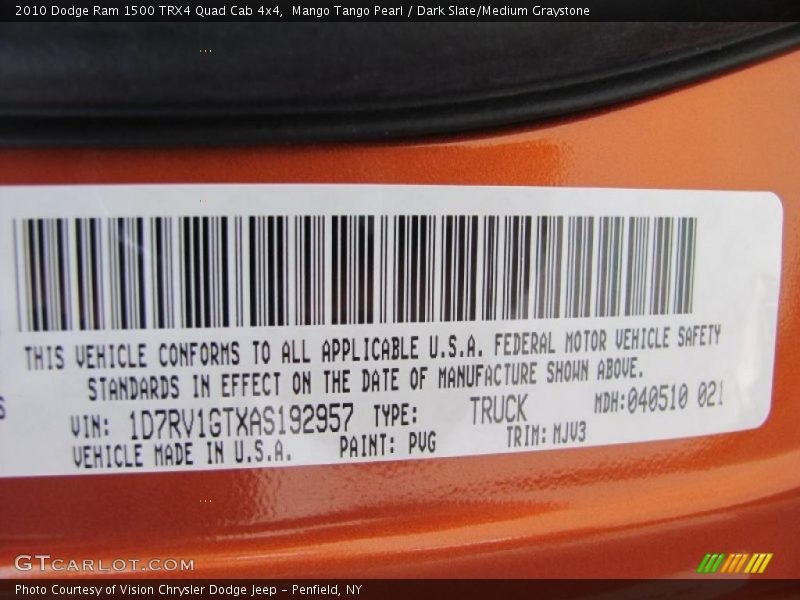 2010 Dodge Ram 1500 TRX4 Quad Cab 4x4, Mango Tango Pearl / Dark Slate/Medium Graystone
THIS VEHICLE CONFORMS TO ALL APPLICABLE U.S.A. FEDERAL MOTOR VEHICLE SAFETY
STANDARDS IN EFFECT ON THE DATE OF MANUFACTURE SHOWN ABOVE.
VIN: 1D7RV1GTXAS192957 TYPE: TRUCK MDH:040510 021
VEHICLE MADE IN U.S.A. PAINT: PVG TRIM: MJV3
GTCARLOT.COM
Photo Courtesy of Vision Chrysler Dodge Jeep - Penfield, NY